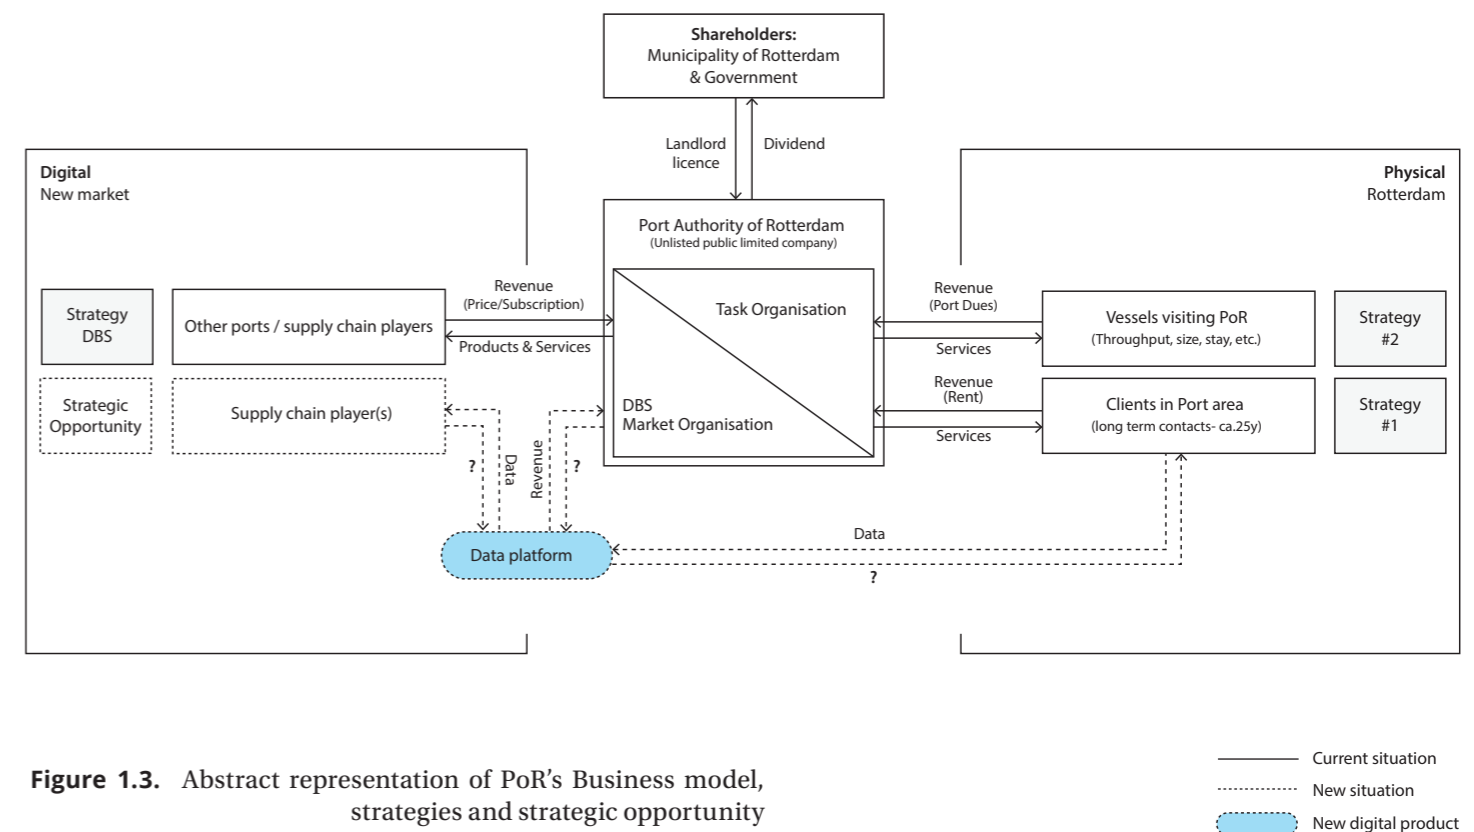 Shareholders:
Municipality of Rotterdam
& Government
Landlord
licence
Dividend
Digital
New market
Physical
Rotterdam
Port Authority of Rotterdam
(Unlisted public limited company)
Task Organisation
DBS
Market Organisation
Strategy
DBS
Other ports / supply chain players
Revenue
(Price/Subscription)
Products & Services
Strategic
Opportunity
Supply chain player(s)
?
Data
Revenue
?
Data platform
Revenue
(Port Dues)
Services
Vessels visiting PoR
(Throughput, size, stay, etc.)
Strategy
#2
Revenue
(Rent)
Services
Clients in Port area
(long term contacts- ca.25y)
Strategy
#1
Data
?
Figure 1.3. Abstract representation of PoR's Business model,
strategies and strategic opportunity
Current situation
New situation
New digital product